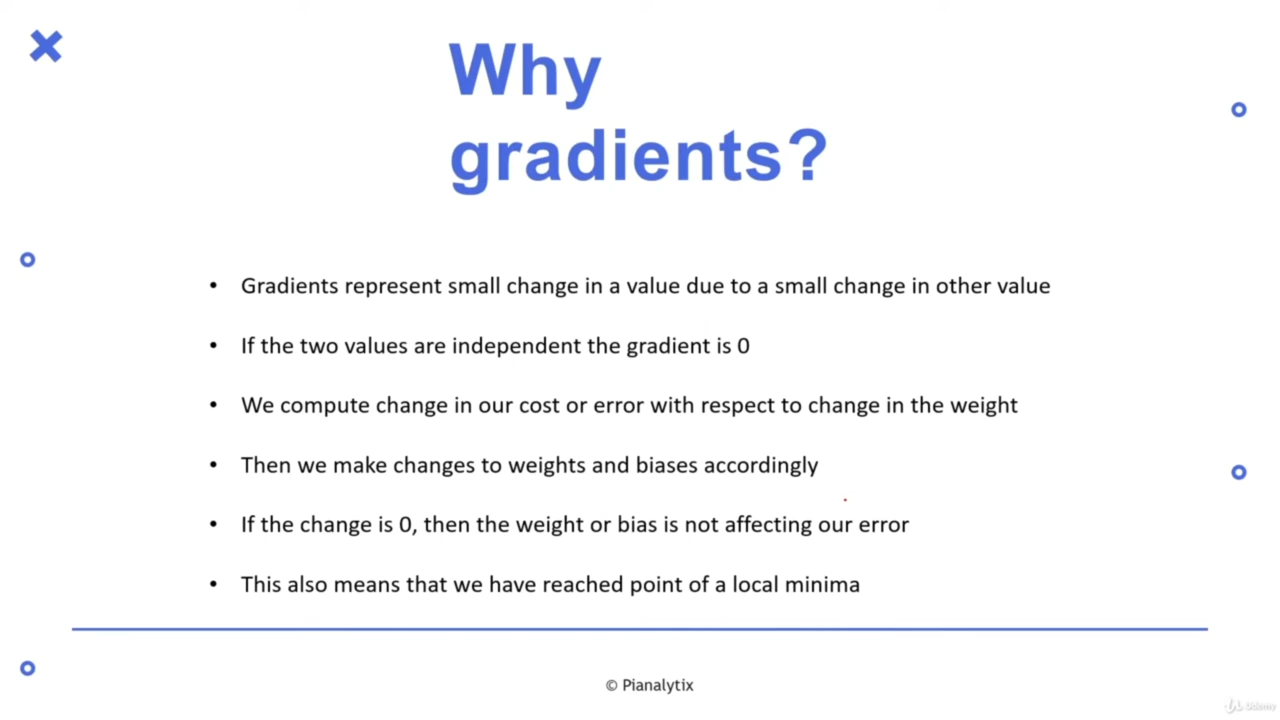 Why
gradients?
• Gradients represent small change in a value due to a small change in other value
• If the two values are independent the gradient is 0
• We compute change in our cost or error with respect to change in the weight
• Then we make changes to weights and biases accordingly
• If the change is 0, then the weight or bias is not affecting our error
• This also means that we have reached point of a local minima
© Pianalytix
Udemy